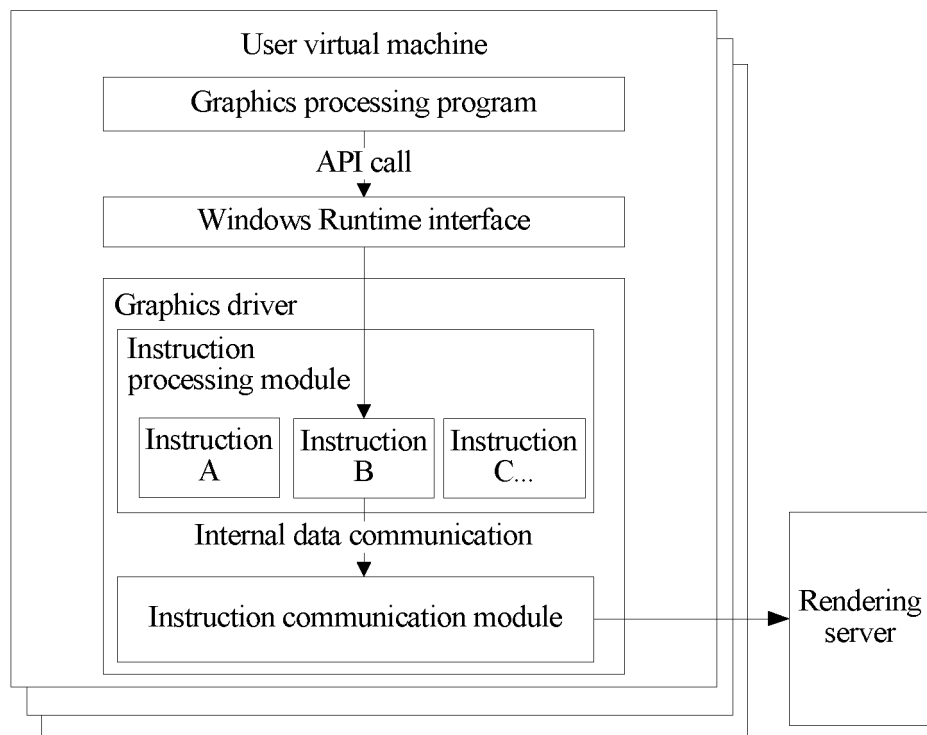 User virtual machine
Graphics processing program
API call
Windows Runtime interface
Graphics driver
Instruction
processing module
Instruction
A
Instruction
B
Instruction
C...
Internal data communication
Instruction communication module
Rendering
server